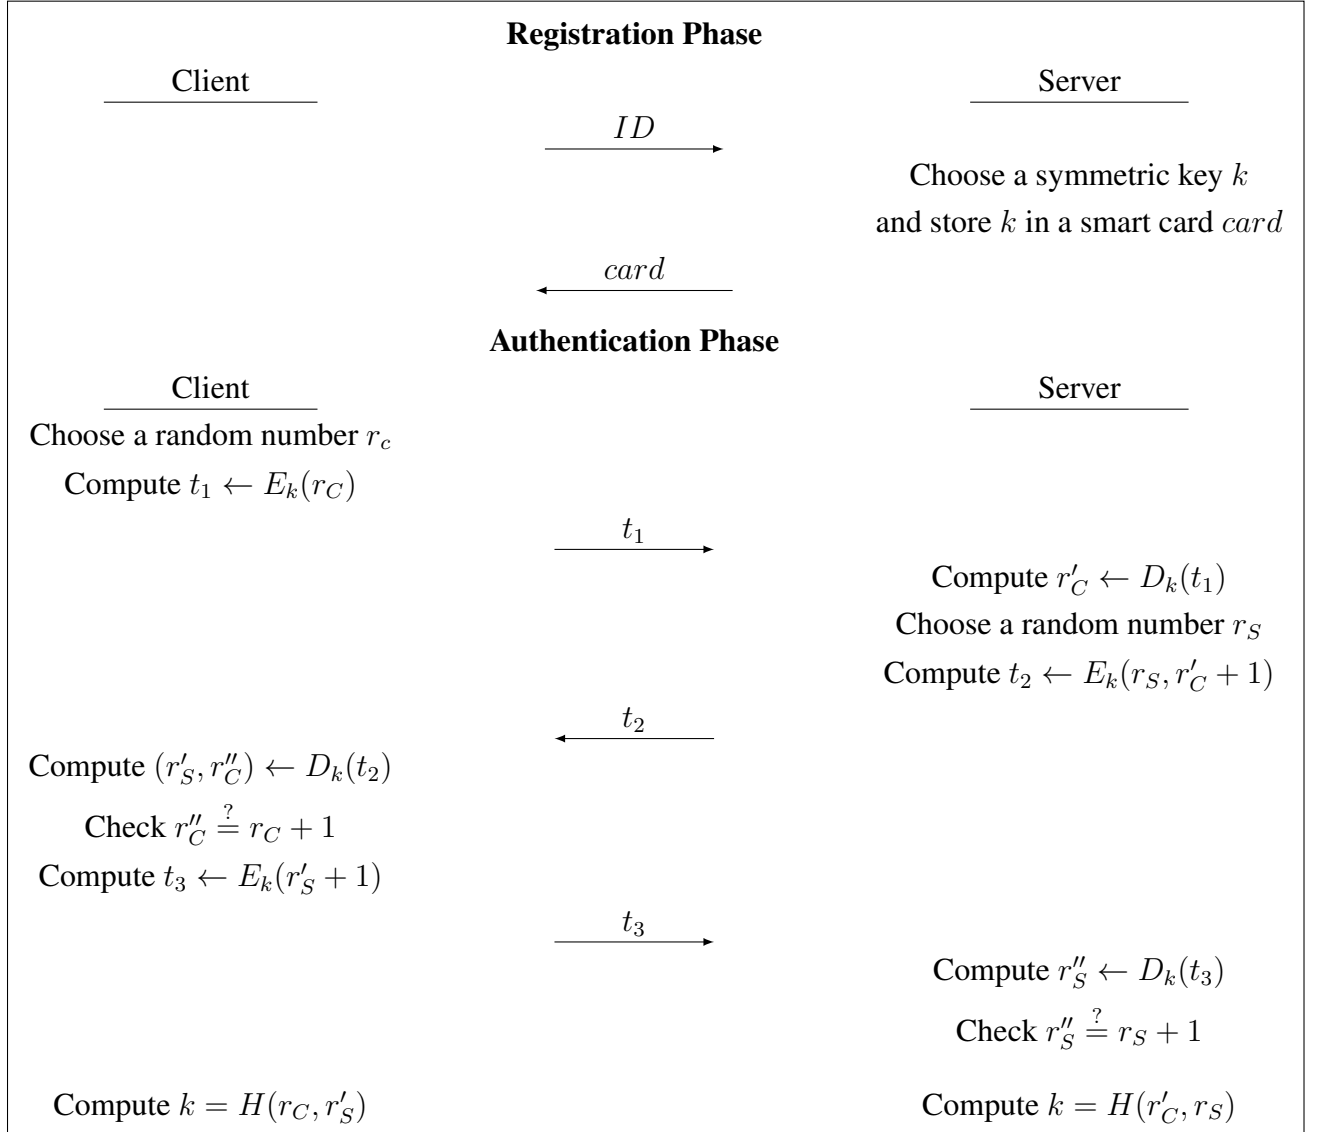 Registration Phase
Client Server
ID
Choose a symmetric key k
and store k in a smart card card
card
Authentication Phase
Client Server
Choose a random number r_c
Compute t_1 ← E_k(r_C)
t_1
Compute r'_C ← D_k(t_1)
Choose a random number r_S
Compute t_2 ← E_k(r_S, r'_C + 1)
t_2
Compute (r'_S, r''_C) ← D_k(t_2)
Check r''_C ≟ r_C + 1
Compute t_3 ← E_k(r'_S + 1)
t_3
Compute r''_S ← D_k(t_3)
Check r''_S ≟ r_S + 1
Compute k = H(r_C, r'_S) Compute k = H(r'_C, r_S)